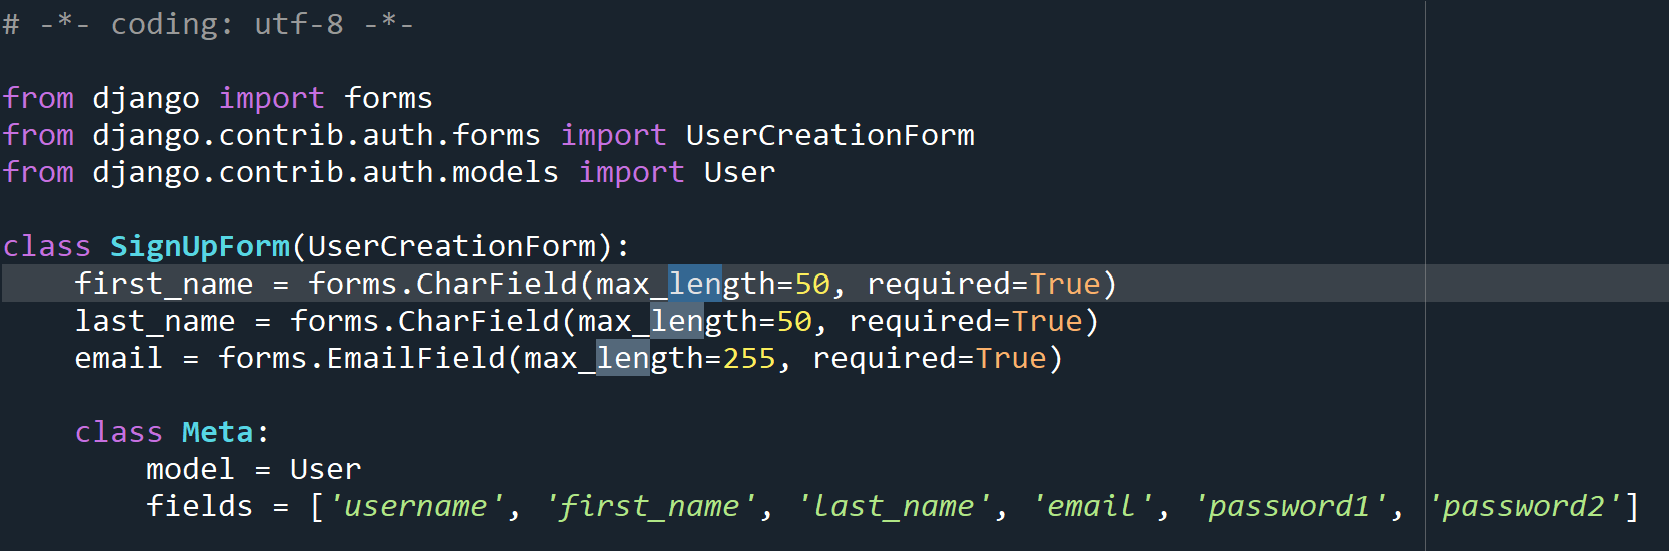 # -*- coding: utf-8 -*-
from django import forms
from django.contrib.auth.forms import UserCreationForm
from django.contrib.auth.models import User
class SignUpForm(UserCreationForm):
    first_name = forms.CharField(max_length=50, required=True)
    last_name = forms.CharField(max_length=50, required=True)
    email = forms.EmailField(max_length=255, required=True)
    class Meta:
        model = User
        fields = ['username', 'first_name', 'last_name', 'email', 'password1', 'password2']